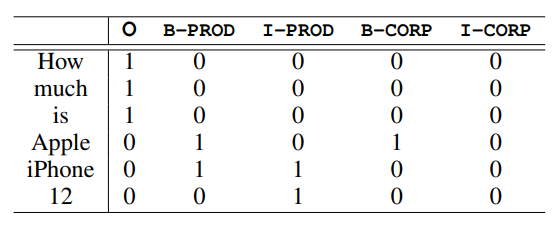 O B-PROD I-PROD B-CORP I-CORP
How 1 0 0 0 0
much 1 0 0 0 0
is 1 0 0 0 0
Apple 0 1 0 1 0
iPhone 0 1 1 0 0
12 0 0 1 0 0